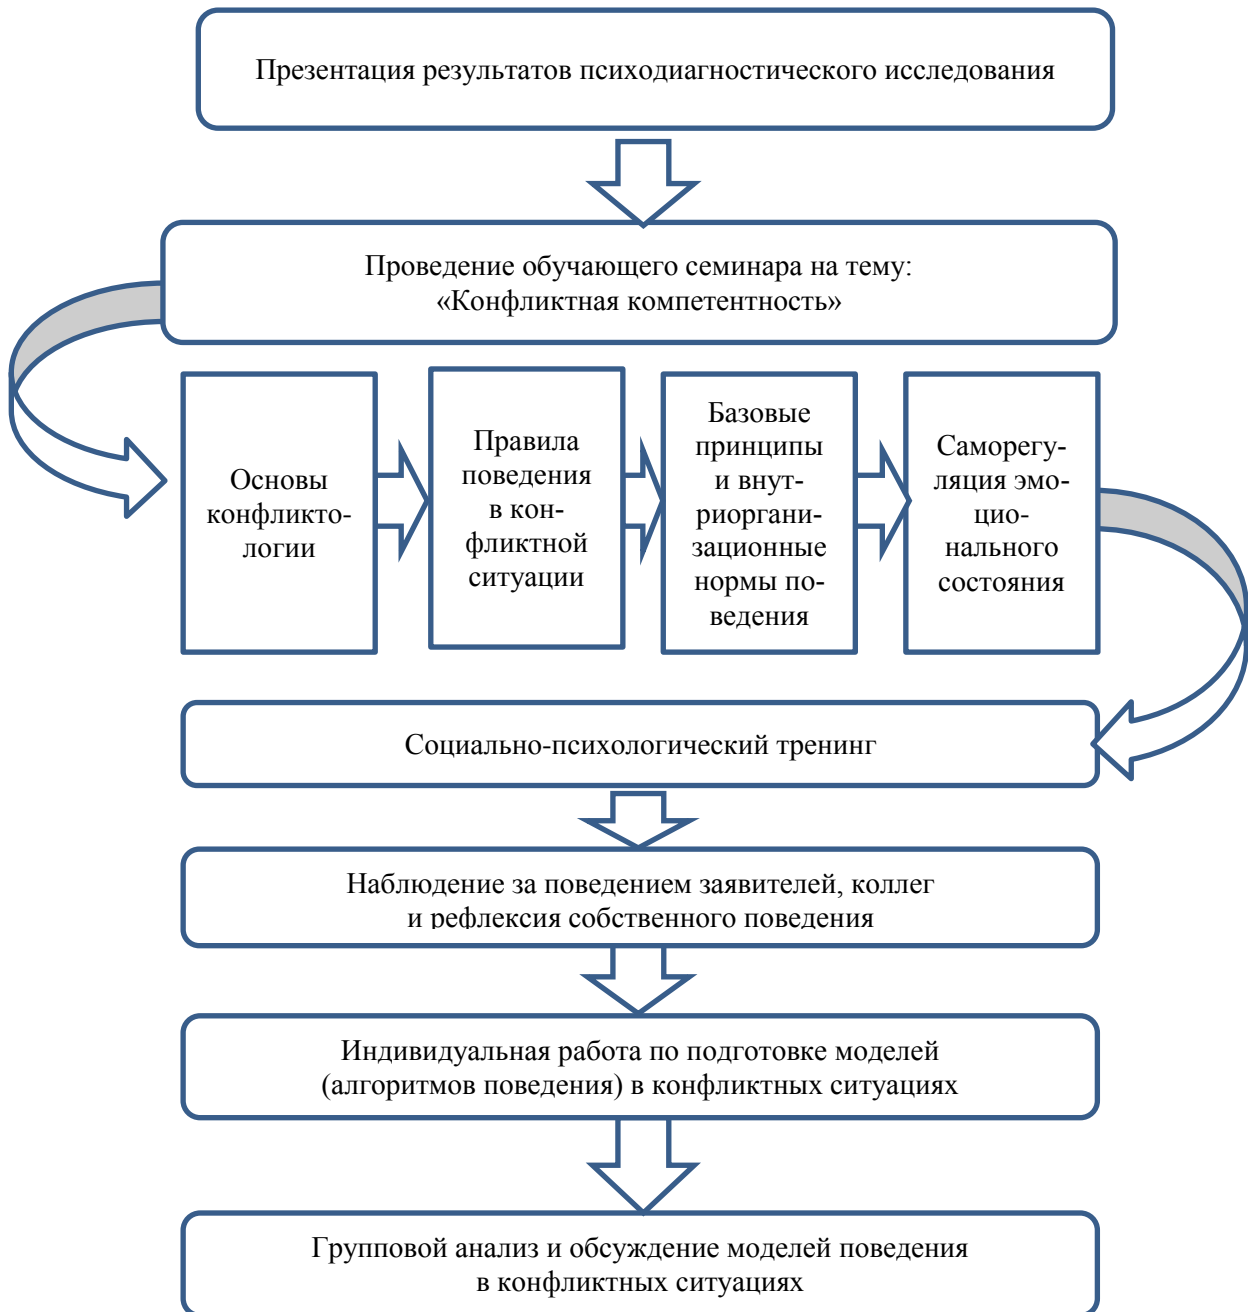 Презентация результатов психодиагностического исследования
Проведение обучающего семинара на тему:
«Конфликтная компетентность»
Основы
конфликто-
логии
Правила
поведения
в кон-
фликтной
ситуации
Базовые
принципы
и внут-
риоргани-
зационные
нормы по-
ведения
Саморегу-
ляция эмо-
цио-
нального
состояния
Социально-психологический тренинг
Наблюдение за поведением заявителей, коллег
и рефлексия собственного поведения
Индивидуальная работа по подготовке моделей
(алгоритмов поведения) в конфликтных ситуациях
Групповой анализ и обсуждение моделей поведения
в конфликтных ситуациях